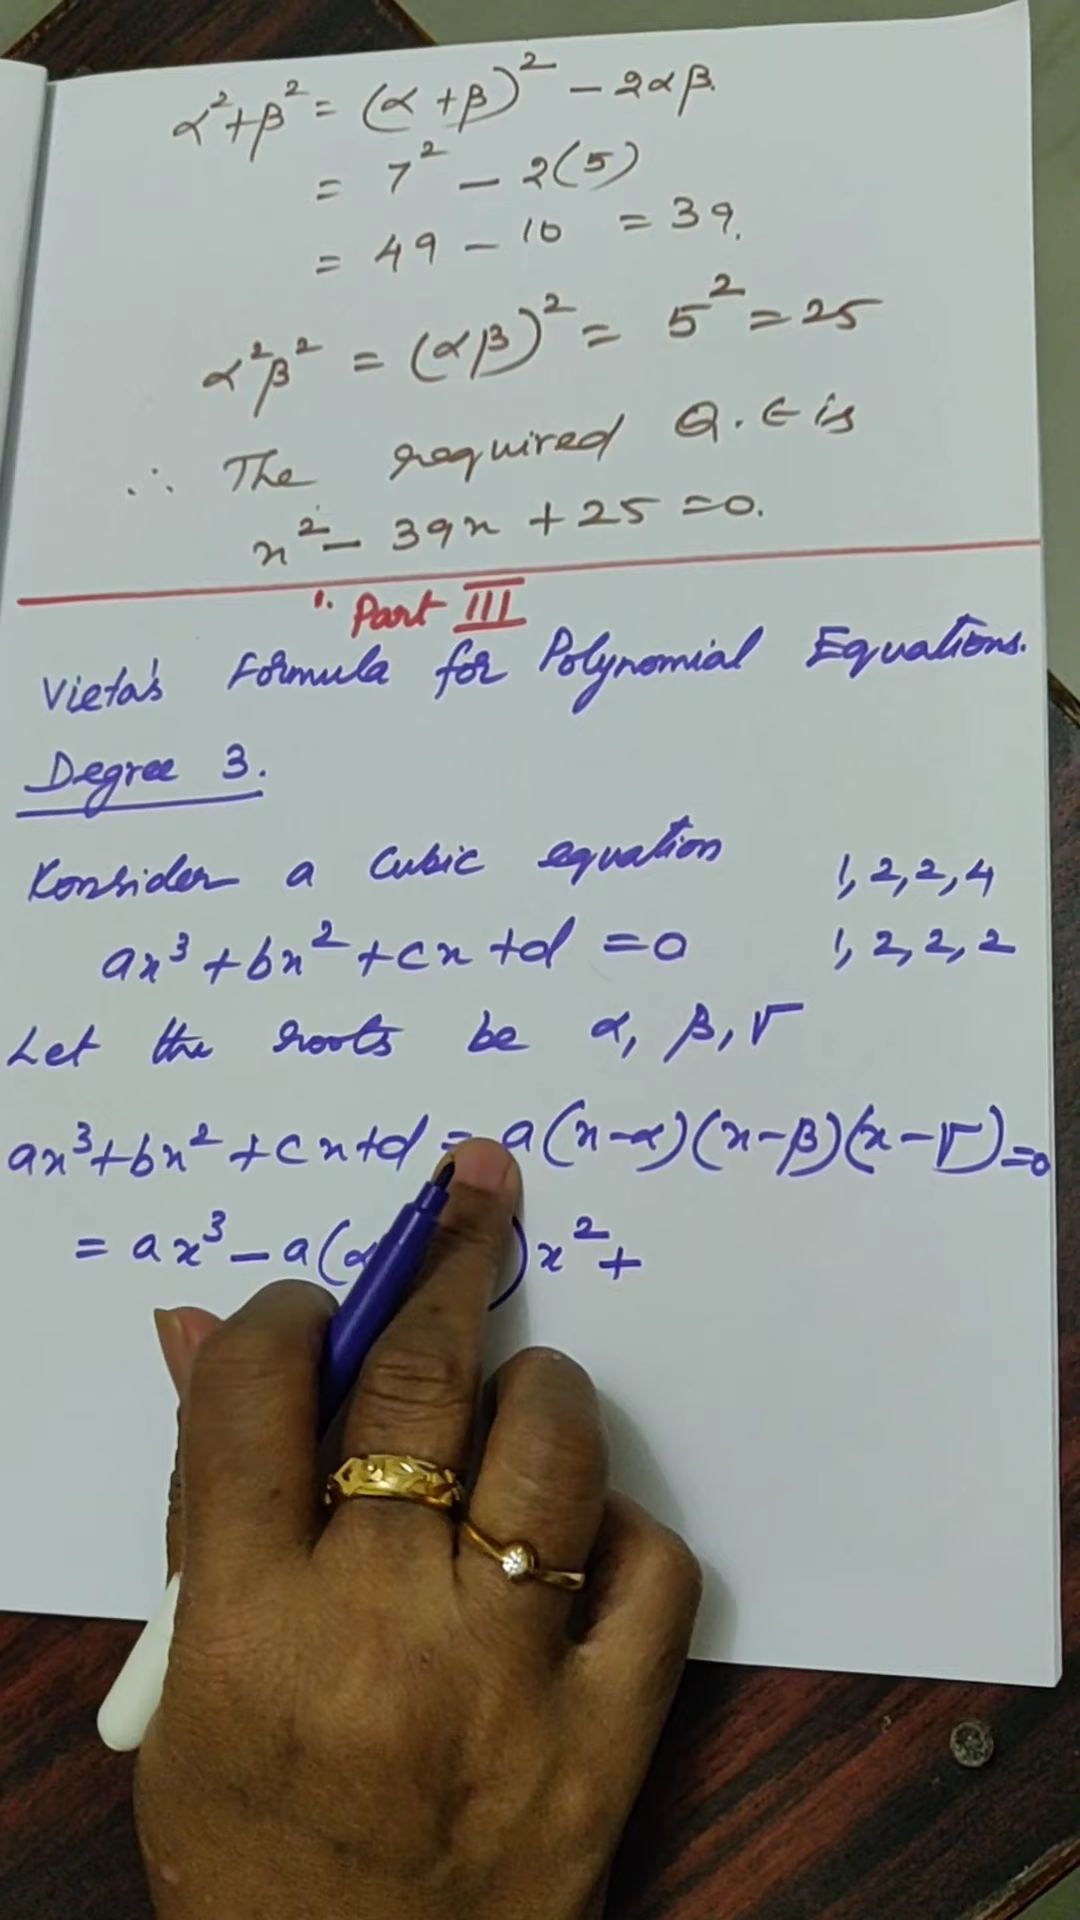 α²+β² = (α+β)² - 2αβ.
= 7² - 2(5)
= 49 - 10 = 39.
α²β² = (αβ)² = 5² = 25
∴ The required Q.E is
x² - 39x + 25 = 0.
Part III
Vieta's Formula for Polynomial Equations.
Degree 3.
Consider a Cubic equation 1, 2, 2, 4
ax³ + bx² + cx + d = 0 1, 2, 2, 2
Let the roots be α, β, γ
ax³ + bx² + cx + d = a(x-α)(x-β)(x-γ) = 0
= ax³ - a(α )x² +